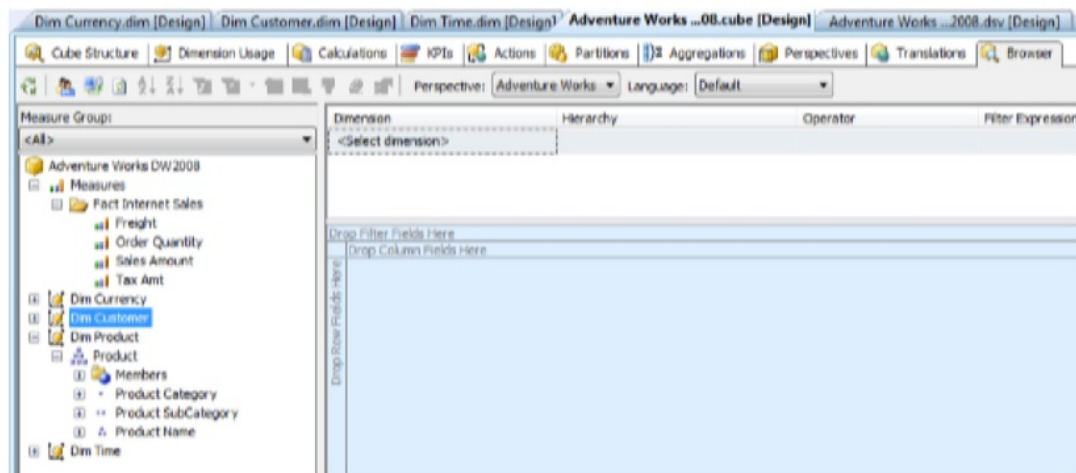 Dim Currency.dim [Design] Dim Customer.dim [Design] Dim Time.dim [Design] Adventure Works ...08.cube [Design] Adventure Works ...2008.dsv [Design]
Cube Structure Dimension Usage Calculations KPIs Actions Partitions Aggregations Perspectives Translations Browser
Perspective: Adventure Works Language: Default
Measure Group: Dimension Hierarchy Operator Filter Expression
<All> <Select dimension>
Adventure Works DW2008
Measures
Fact Internet Sales
Freight
Order Quantity
Sales Amount
Tax Amt
Dim Currency
Dim Customer
Dim Product
Product
Members
Product Category
Product SubCategory
Product Name
Dim Time
Drop Filter Fields Here
Drop Column Fields Here
Drop Row Fields Here